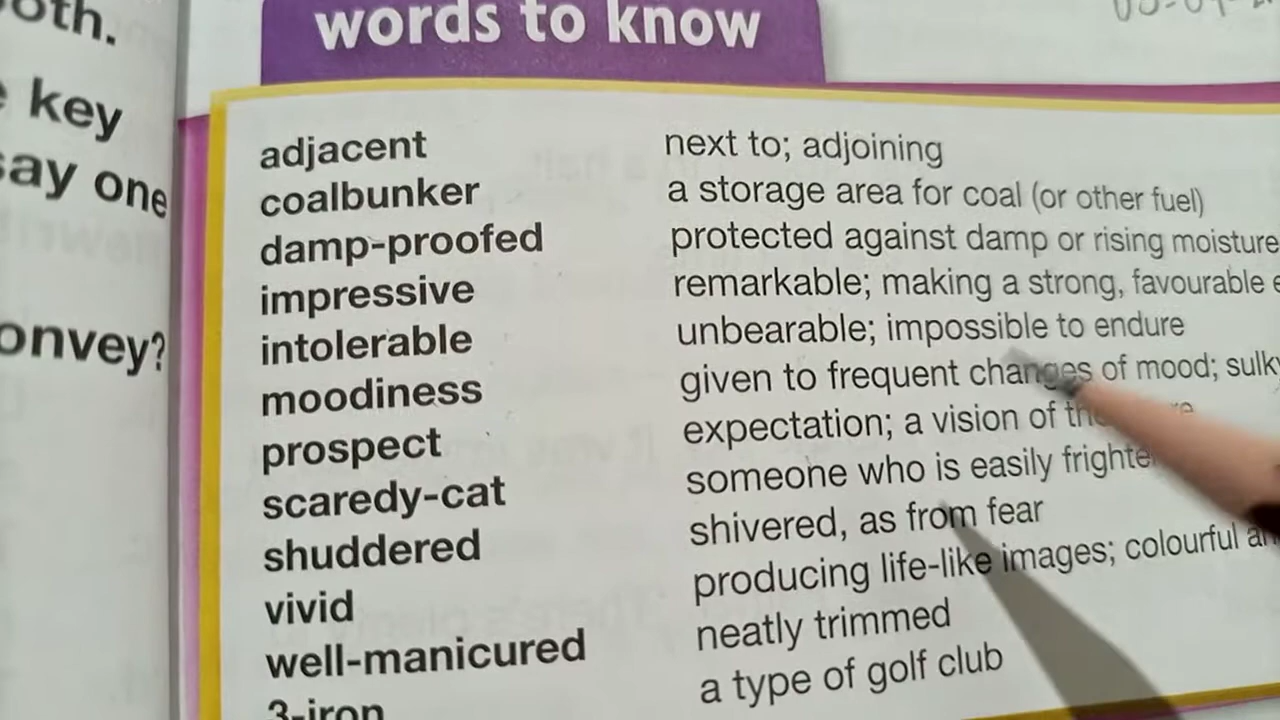 oth.
key
say one
onvey?
words to know
adjacent next to; adjoining
coalbunker a storage area for coal (or other fuel)
damp-proofed protected against damp or rising moisture
impressive remarkable; making a strong, favourable
intolerable unbearable; impossible to endure
moodiness given to frequent changes of mood; sulky
prospect expectation; a vision of
scaredy-cat someone who is easily
shuddered shivered, as from fear
vivid producing life-like images; colourful
well-manicured neatly trimmed
3-iron a type of golf club